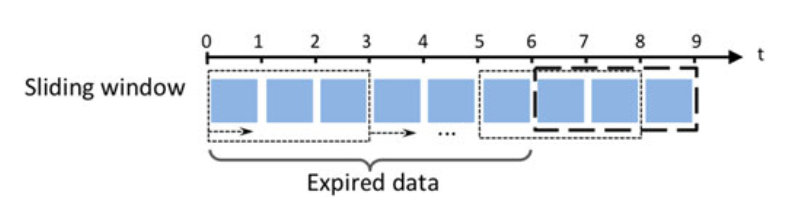 0 1 2 3 4 5 6 7 8 9 t
Sliding window
...
Expired data